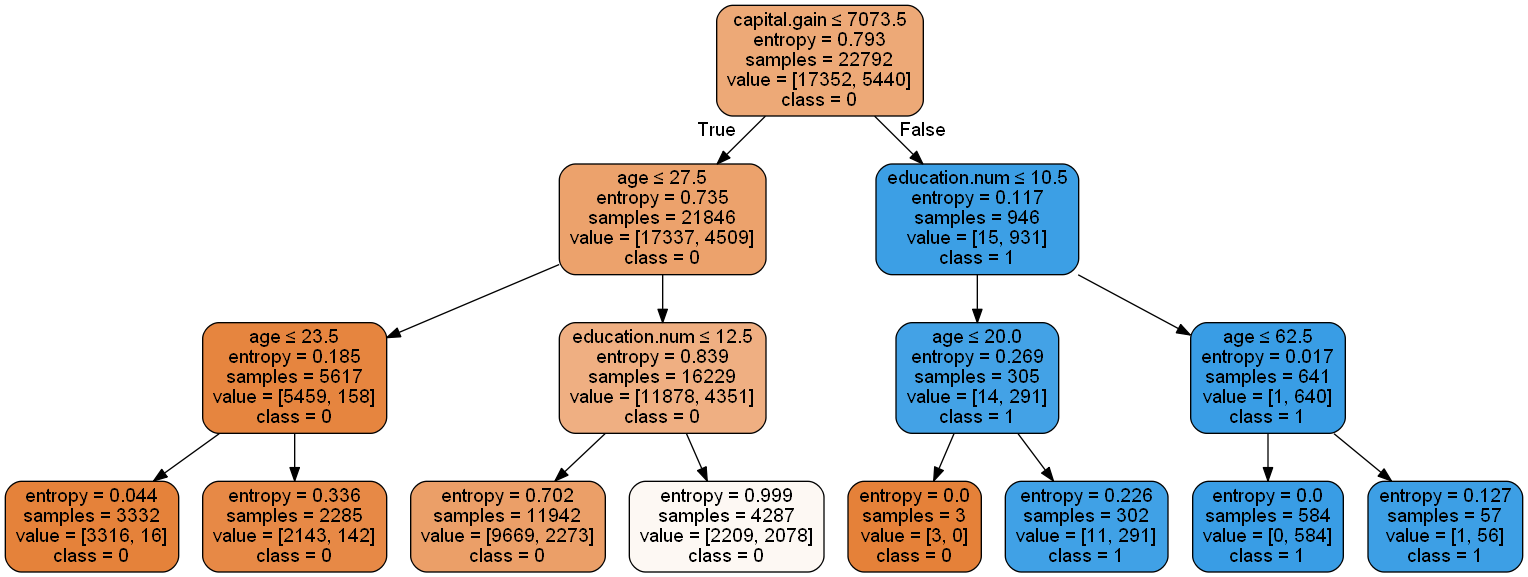 capital.gain ≤ 7073.5
entropy = 0.793
samples = 22792
value = [17352, 5440]
class = 0
True
False
age ≤ 27.5
entropy = 0.735
samples = 21846
value = [17337, 4509]
class = 0
education.num ≤ 10.5
entropy = 0.117
samples = 946
value = [15, 931]
class = 1
age ≤ 23.5
entropy = 0.185
samples = 5617
value = [5459, 158]
class = 0
education.num ≤ 12.5
entropy = 0.839
samples = 16229
value = [11878, 4351]
class = 0
age ≤ 20.0
entropy = 0.269
samples = 305
value = [14, 291]
class = 1
age ≤ 62.5
entropy = 0.017
samples = 641
value = [1, 640]
class = 1
entropy = 0.044
samples = 3332
value = [3316, 16]
class = 0
entropy = 0.336
samples = 2285
value = [2143, 142]
class = 0
entropy = 0.702
samples = 11942
value = [9669, 2273]
class = 0
entropy = 0.999
samples = 4287
value = [2209, 2078]
class = 0
entropy = 0.0
samples = 3
value = [3, 0]
class = 0
entropy = 0.226
samples = 302
value = [11, 291]
class = 1
entropy = 0.0
samples = 584
value = [0, 584]
class = 1
entropy = 0.127
samples = 57
value = [1, 56]
class = 1